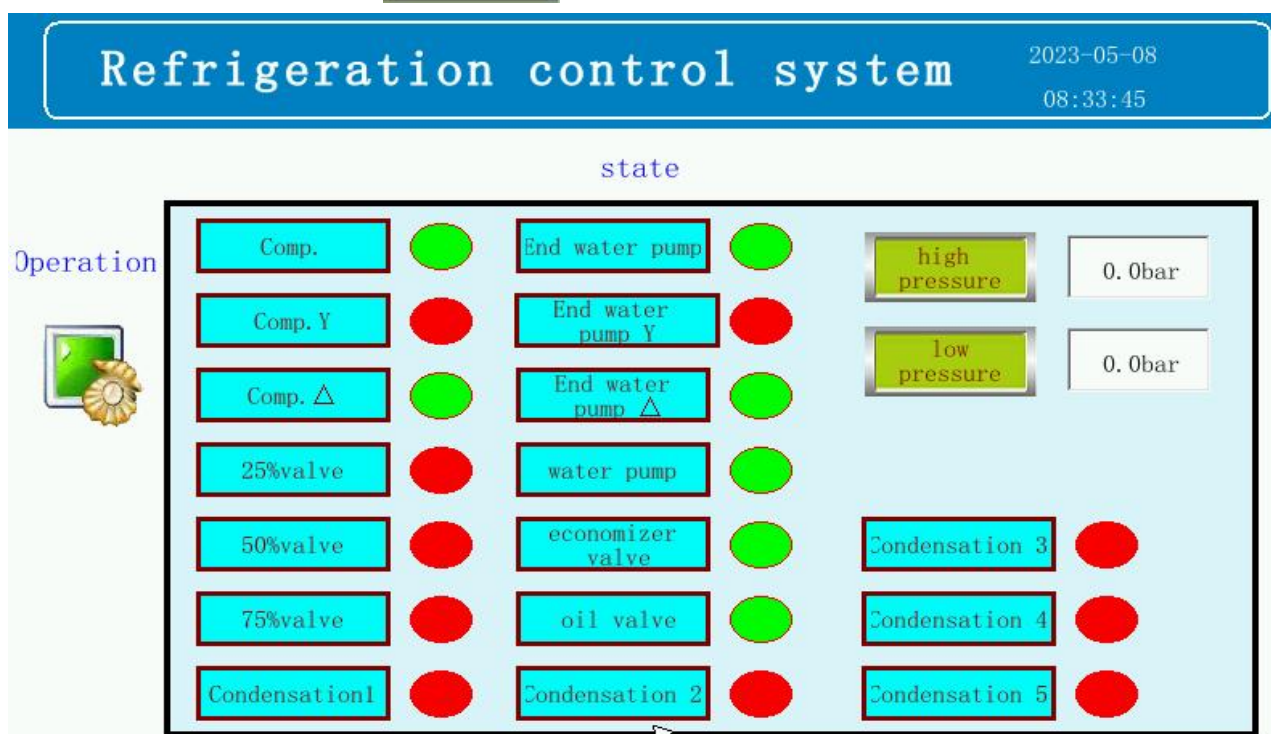 Refrigeration control system
2023-05-08
08:33:45
state
Operation
Comp.
End water pump
high
pressure
0.0bar
Comp.Y
End water
pump Y
low
pressure
0.0bar
Comp.△
End water
pump △
25%valve
water pump
50%valve
economizer
valve
Condensation 3
75%valve
oil valve
Condensation 4
Condensation1
Condensation 2
Condensation 5